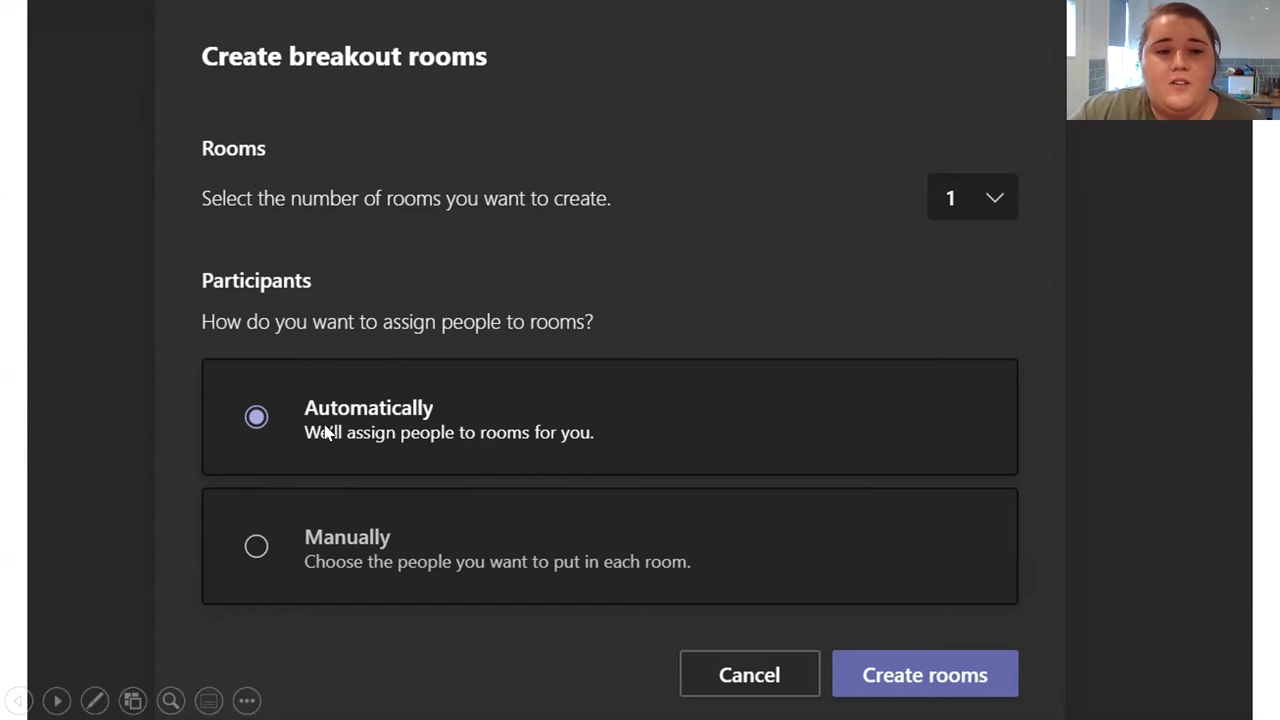 Create breakout rooms
Rooms
Select the number of rooms you want to create.
1
Participants
How do you want to assign people to rooms?
Automatically
We'll assign people to rooms for you.
Manually
Choose the people you want to put in each room.
Cancel
Create rooms